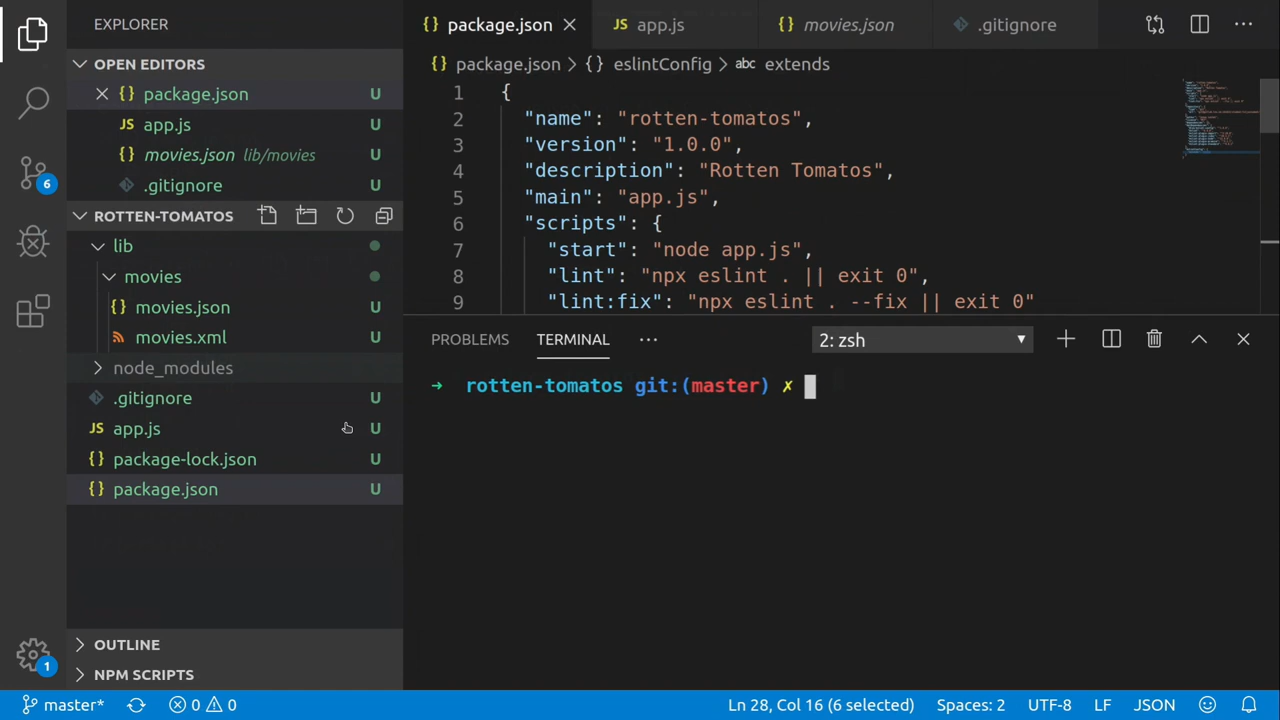 EXPLORER
OPEN EDITORS
{} package.json U
JS app.js U
{} movies.json lib/movies U
.gitignore U
ROTTEN-TOMATOS
lib
movies
{} movies.json
movies.xml
node_modules
.gitignore U
JS app.js U
{} package-lock.json U
{} package.json U
OUTLINE
NPM SCRIPTS
6
1
{} package.json
JS app.js
{} movies.json
.gitignore
{} package.json > {} eslintConfig > abc extends
1 {
2 "name": "rotten-tomatos",
3 "version": "1.0.0",
4 "description": "Rotten Tomatos",
5 "main": "app.js",
6 "scripts": {
7 "start": "node app.js",
8 "lint": "npx eslint . || exit 0",
9 "lint:fix": "npx eslint . --fix || exit 0"
PROBLEMS TERMINAL ··· 2: zsh
➜ rotten-tomatos git:(master) ✗
master* 0 0 Ln 28, Col 16 (6 selected) Spaces: 2 UTF-8 LF JSON